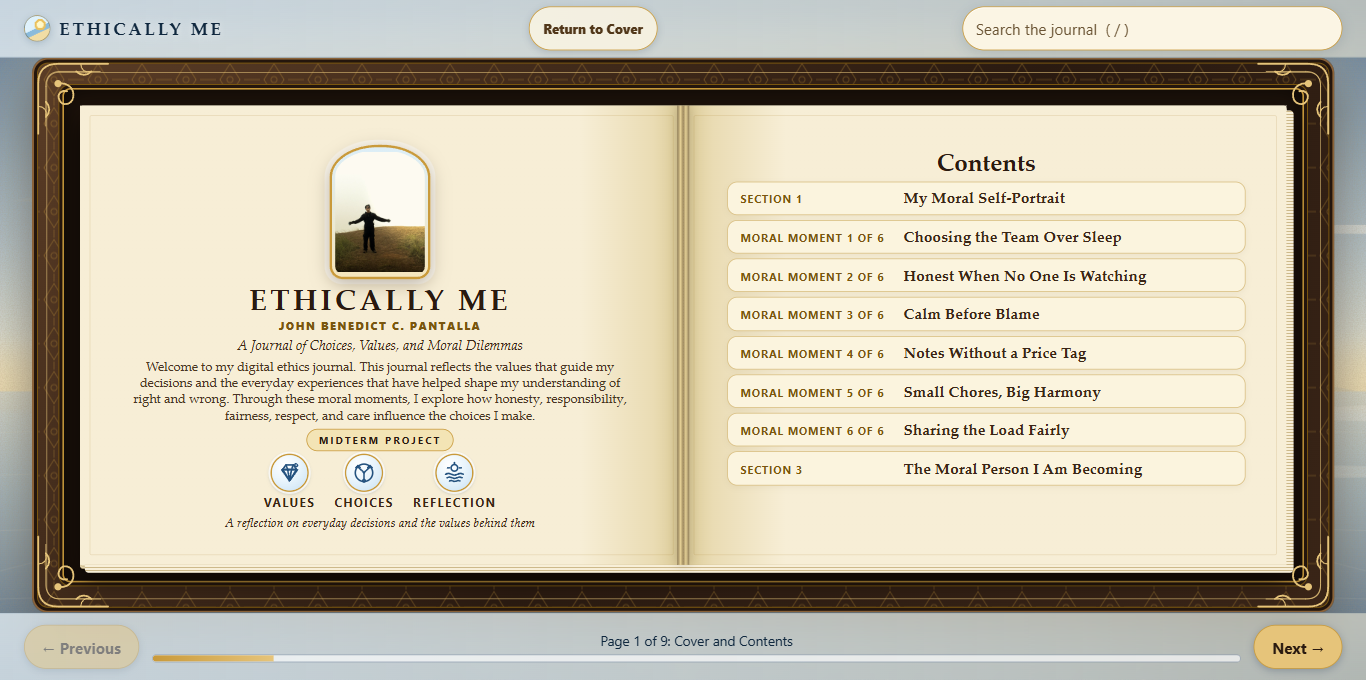 ETHICALLY ME
Return to Cover
Search the journal ( / )
ETHICALLY ME
JOHN BENEDICT C. PANTALLA
A Journal of Choices, Values, and Moral Dilemmas
Welcome to my digital ethics journal. This journal reflects the values that guide my
decisions and the everyday experiences that have helped shape my understanding of
right and wrong. Through these moral moments, I explore how honesty, responsibility,
fairness, respect, and care influence the choices I make.
MIDTERM PROJECT
VALUES CHOICES REFLECTION
A reflection on everyday decisions and the values behind them
Contents
SECTION 1 My Moral Self-Portrait
MORAL MOMENT 1 OF 6 Choosing the Team Over Sleep
MORAL MOMENT 2 OF 6 Honest When No One Is Watching
MORAL MOMENT 3 OF 6 Calm Before Blame
MORAL MOMENT 4 OF 6 Notes Without a Price Tag
MORAL MOMENT 5 OF 6 Small Chores, Big Harmony
MORAL MOMENT 6 OF 6 Sharing the Load Fairly
SECTION 3 The Moral Person I Am Becoming
← Previous
Page 1 of 9: Cover and Contents
Next →